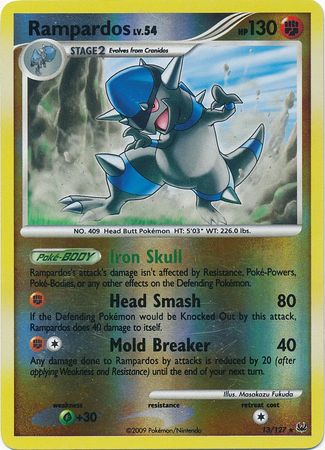 Rampardos LV.54 HP 130
STAGE2 Evolves from Cranidos
NO. 409 Head Butt Pokémon HT: 5'03" WT: 226.0 lbs.
Poké-BODY Iron Skull
Rampardos's attack's damage isn't affected by Resistance, Poké-Powers,
Poké-Bodies, or any other effects on the Defending Pokémon.
Head Smash 80
If the Defending Pokémon would be Knocked Out by this attack,
Rampardos does 40 damage to itself.
Mold Breaker 40
Any damage done to Rampardos by attacks is reduced by 20 (after
applying Weakness and Resistance) until the end of your next turn.
Illus. Masakazu Fukuda
weakness resistance retreat cost
+30
©2009 Pokémon/Nintendo 13/127 ★